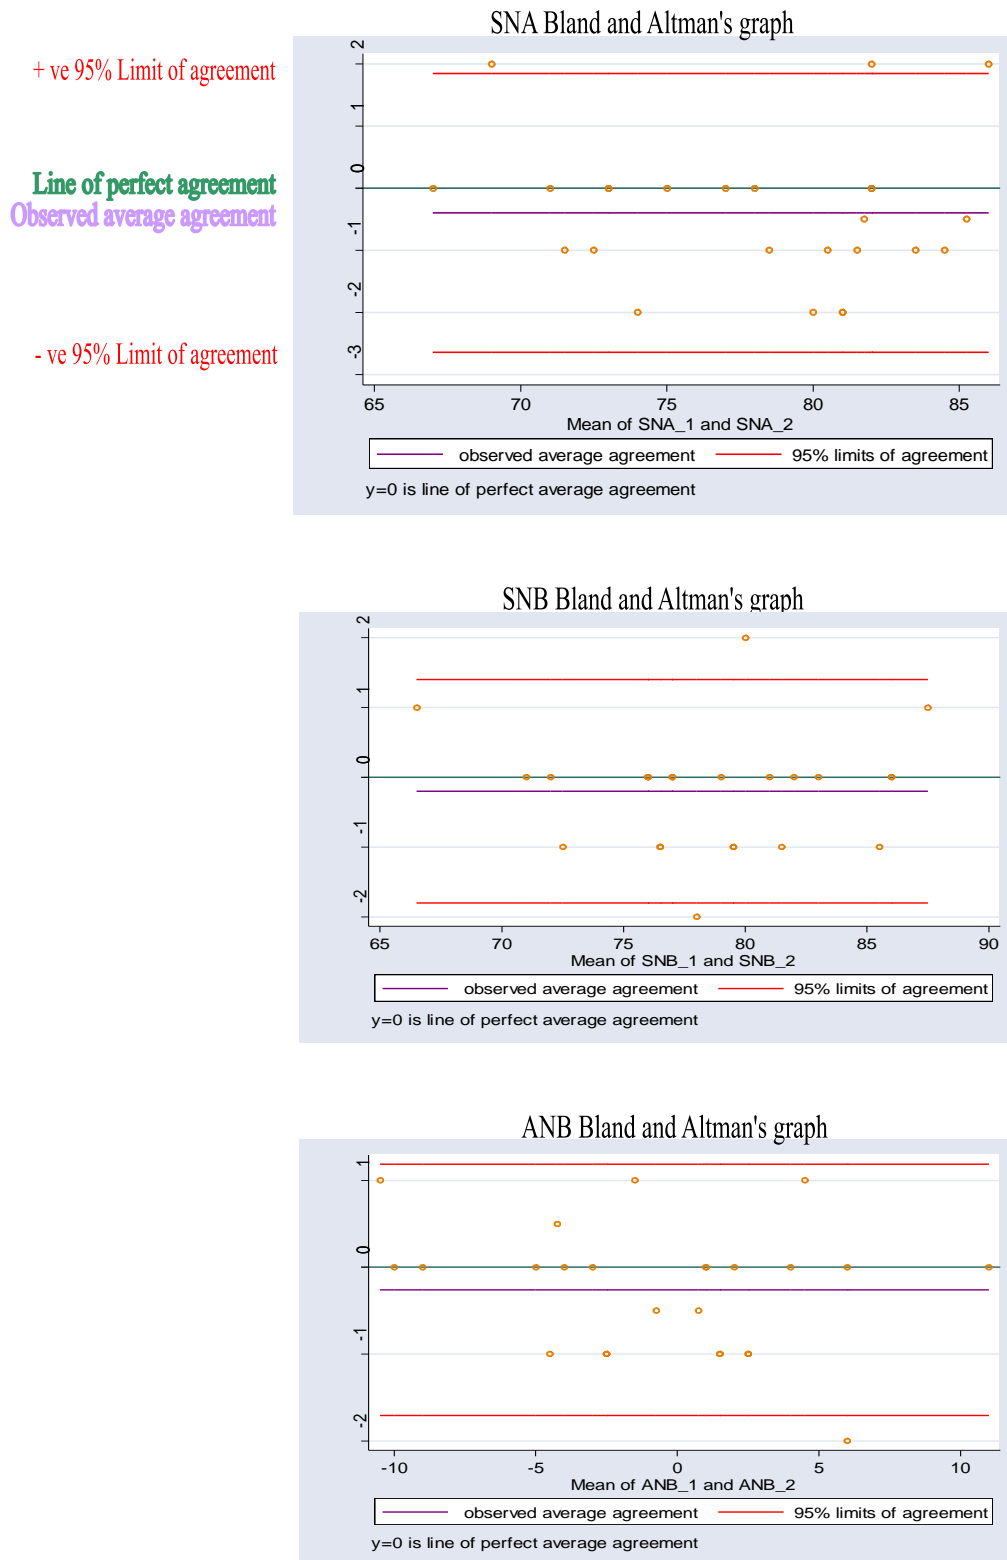 SNA Bland and Altman's graph
+ ve 95% Limit of agreement
Line of perfect agreement
Observed average agreement
- ve 95% Limit of agreement
2
1
0
-1
-2
-3
65 70 75 80 85
Mean of SNA_1 and SNA_2
observed average agreement 95% limits of agreement
y=0 is line of perfect average agreement
SNB Bland and Altman's graph
2
1
0
-1
-2
65 70 75 80 85 90
Mean of SNB_1 and SNB_2
observed average agreement 95% limits of agreement
y=0 is line of perfect average agreement
ANB Bland and Altman's graph
1
0
-1
-2
-10 -5 0 5 10
Mean of ANB_1 and ANB_2
observed average agreement 95% limits of agreement
y=0 is line of perfect average agreement